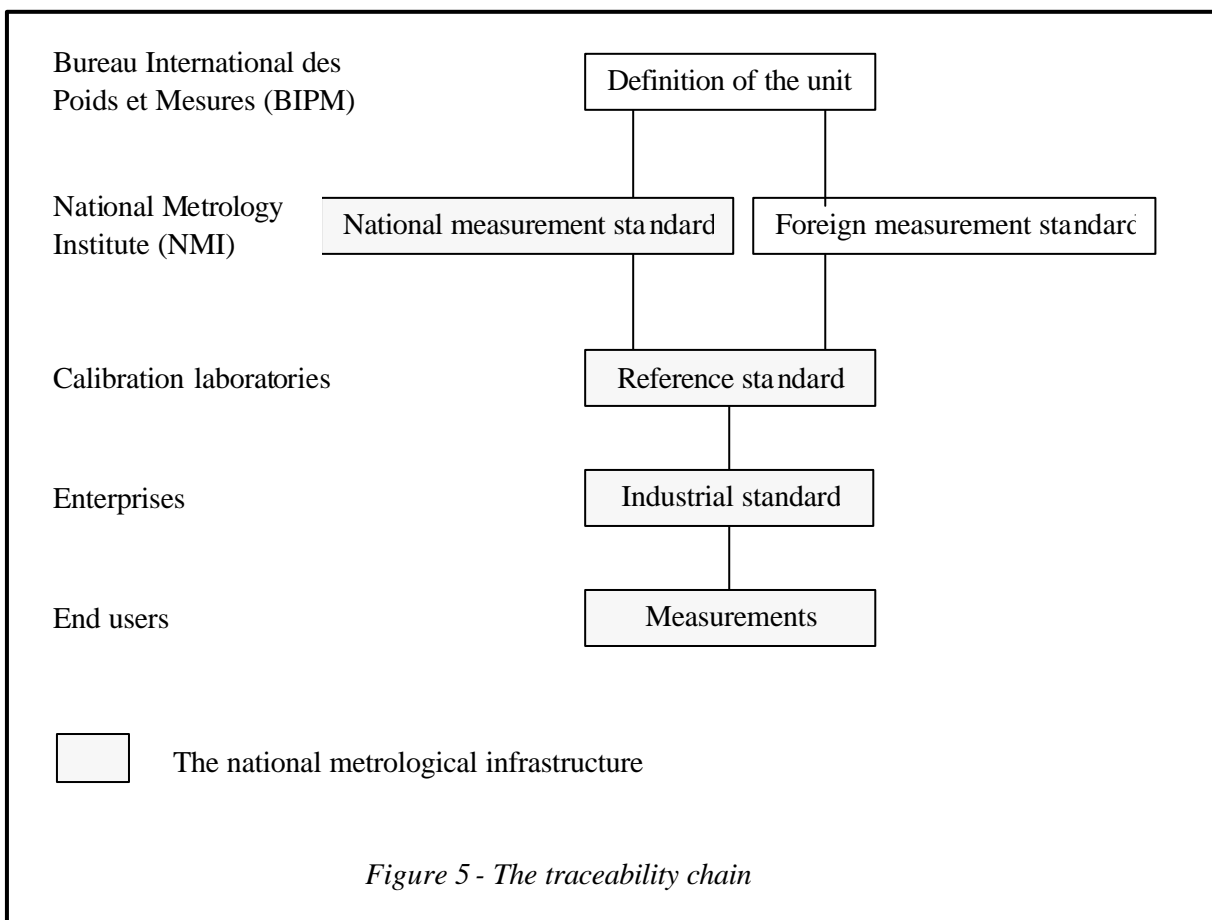 Bureau International des
Poids et Mesures (BIPM)
Definition of the unit
National Metrology
Institute (NMI)
National measurement standard
Foreign measurement standard
Calibration laboratories
Reference standard
Enterprises
Industrial standard
End users
Measurements
The national metrological infrastructure
Figure 5 - The traceability chain